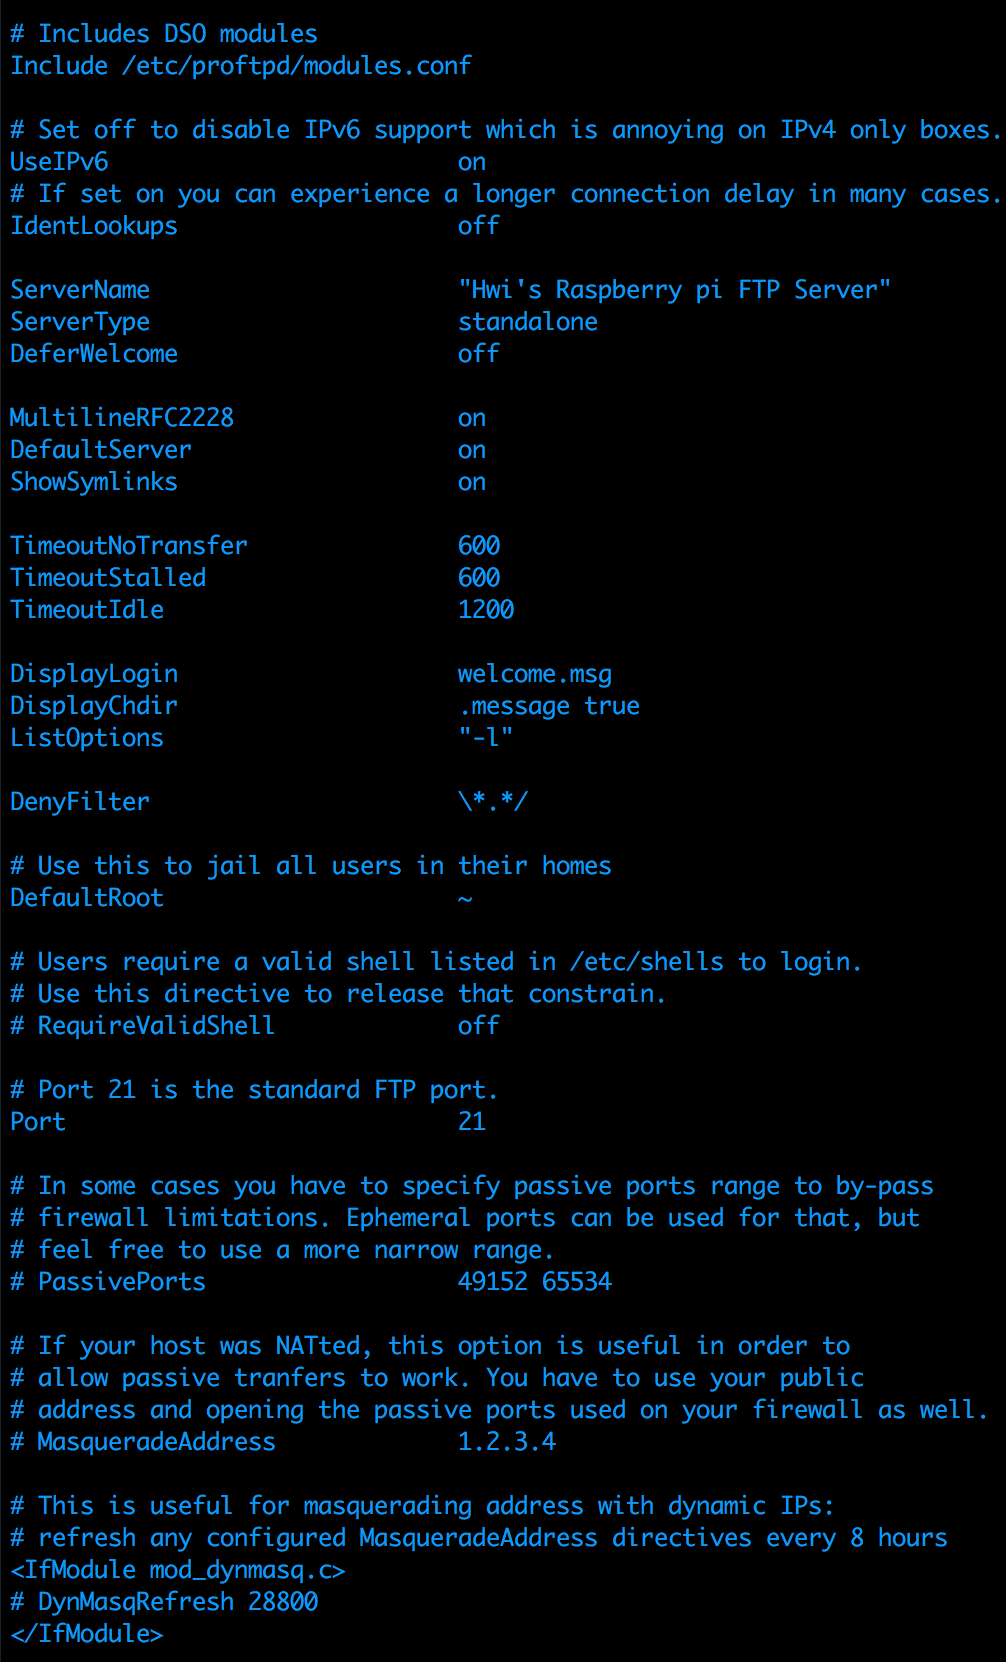 # Includes DSO modules
Include /etc/proftpd/modules.conf

# Set off to disable IPv6 support which is annoying on IPv4 only boxes.
UseIPv6                         on
# If set on you can experience a longer connection delay in many cases.
IdentLookups                    off

ServerName                      "Hwi's Raspberry pi FTP Server"
ServerType                      standalone
DeferWelcome                    off

MultilineRFC2228                on
DefaultServer                   on
ShowSymlinks                    on

TimeoutNoTransfer               600
TimeoutStalled                  600
TimeoutIdle                     1200

DisplayLogin                    welcome.msg
DisplayChdir                    .message true
ListOptions                     "-l"

DenyFilter                      \*.*/

# Use this to jail all users in their homes
DefaultRoot                     ~

# Users require a valid shell listed in /etc/shells to login.
# Use this directive to release that constrain.
# RequireValidShell             off

# Port 21 is the standard FTP port.
Port                            21

# In some cases you have to specify passive ports range to by-pass
# firewall limitations. Ephemeral ports can be used for that, but
# feel free to use a more narrow range.
# PassivePorts                  49152 65534

# If your host was NATted, this option is useful in order to
# allow passive tranfers to work. You have to use your public
# address and opening the passive ports used on your firewall as well.
# MasqueradeAddress             1.2.3.4

# This is useful for masquerading address with dynamic IPs:
# refresh any configured MasqueradeAddress directives every 8 hours
<IfModule mod_dynmasq.c>
# DynMasqRefresh 28800
</IfModule>